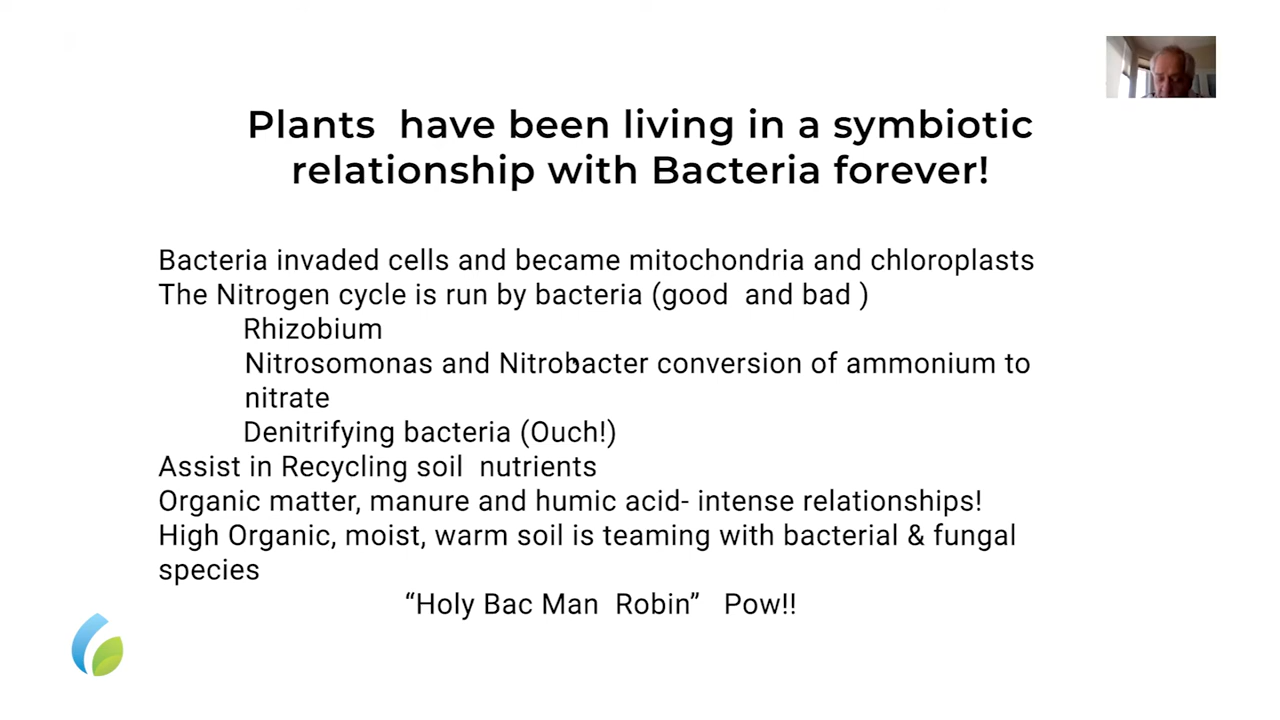 Plants have been living in a symbiotic
relationship with Bacteria forever!
Bacteria invaded cells and became mitochondria and chloroplasts
The Nitrogen cycle is run by bacteria (good and bad )
Rhizobium
Nitrosomonas and Nitrobacter conversion of ammonium to
nitrate
Denitrifying bacteria (Ouch!)
Assist in Recycling soil nutrients
Organic matter, manure and humic acid- intense relationships!
High Organic, moist, warm soil is teaming with bacterial & fungal
species
“Holy Bac Man Robin” Pow!!